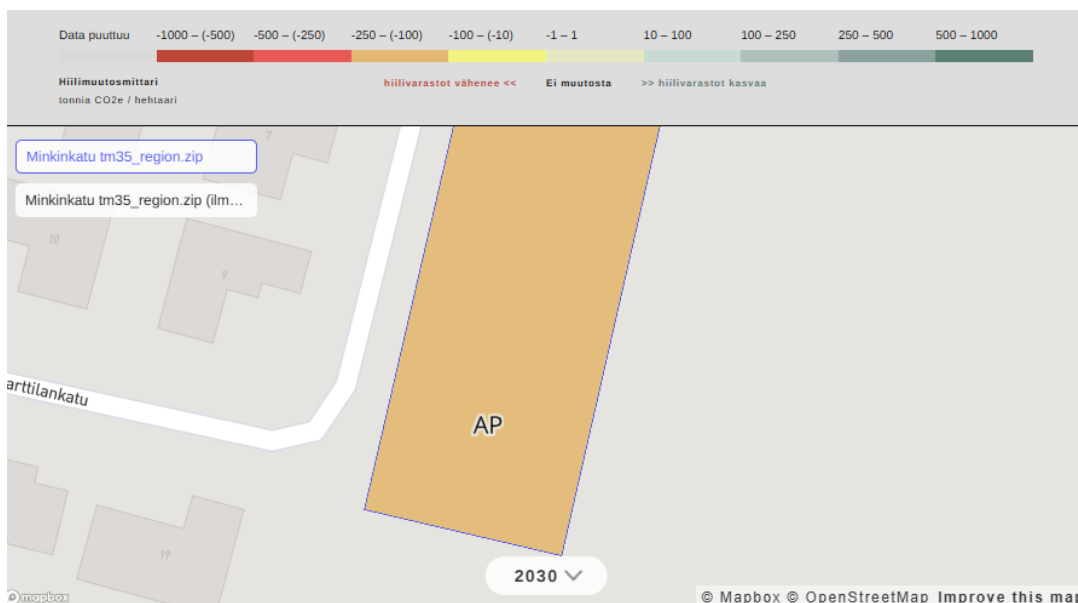 Data puuttuu -1000 – (-500) -500 – (-250) -250 – (-100) -100 – (-10) -1 – 1 10 – 100 100 – 250 250 – 500 500 – 1000
Hiilimuutosmittari hiilivarastot vähenee << Ei muutosta >> hiilivarastot kasvaa
tonnia CO2e / hehtaari
7
Minkinkatu tm35_region.zip
Minkinkatu tm35_region.zip (ilm...
10
9
arttilankatu
AP
19
2030
mapbox
© Mapbox © OpenStreetMap Improve this map